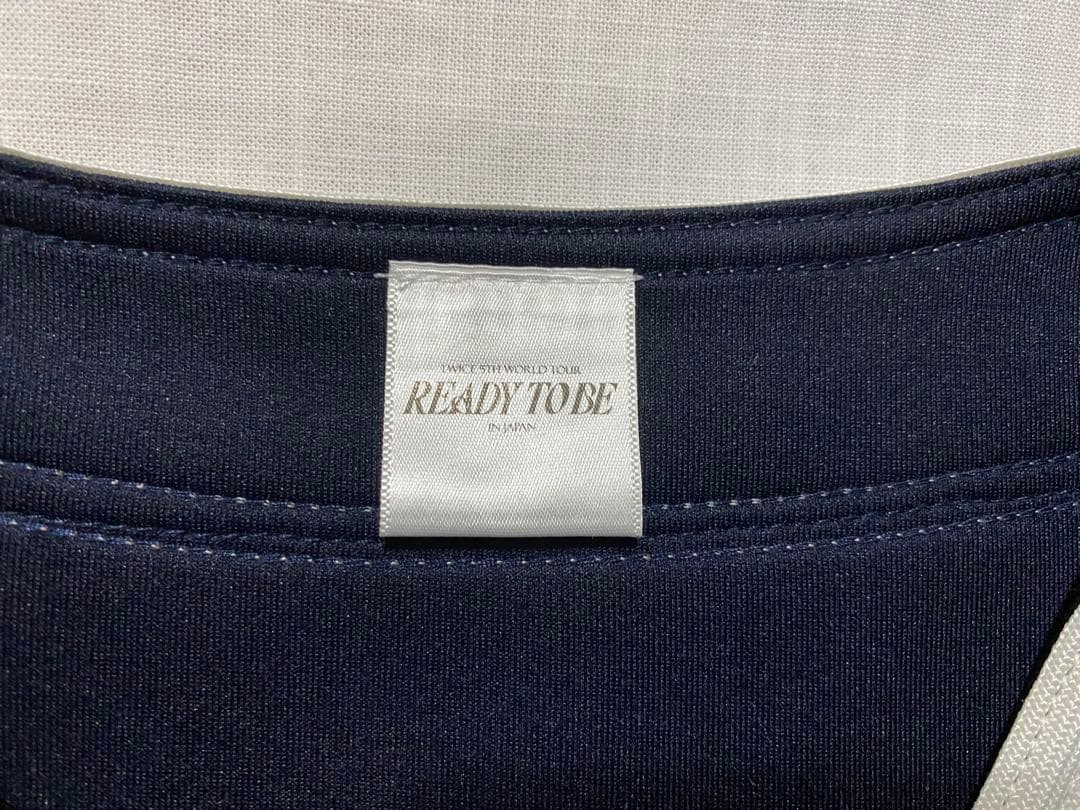 TWICE 5TH WORLD TOUR
READY TO BE
IN JAPAN